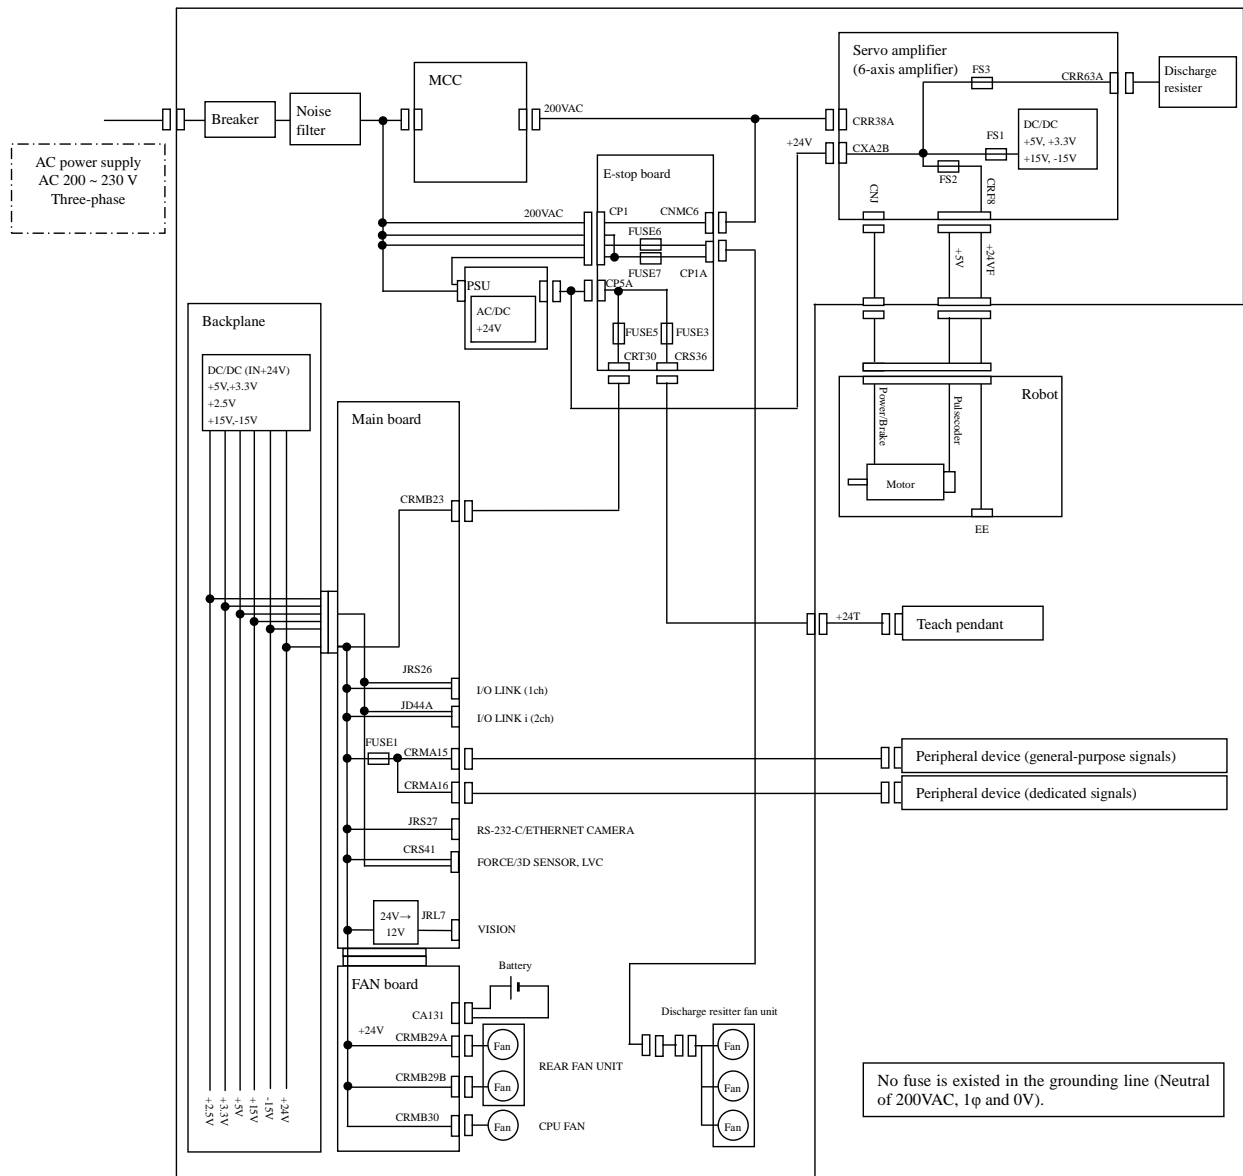 Servo amplifier
(6-axis amplifier)
FS3
CRR63A
Discharge
resister
MCC
200VAC
Breaker
Noise
filter
CRR38A
+24V
CXA2B
FS1
DC/DC
+5V, +3.3V
+15V, -15V
FS2
CRF8
CNJ
AC power supply
AC 200 ~ 230 V
Three-phase
E-stop board
200VAC
CP1
CNMC6
FUSE6
FUSE7
CP1A
+5V
+24VF
PSU
CP5A
AC/DC
+24V
FUSE5
FUSE3
CRT30
CRS36
Backplane
DC/DC (IN+24V)
+5V,+3.3V
+2.5V
+15V,-15V
Robot
Power/Brake
Pulsecoder
Motor
EE
Main board
CRMB23
+24T
Teach pendant
JRS26
I/O LINK (1ch)
JD44A
I/O LINK i (2ch)
FUSE1
CRMA15
Peripheral device (general-purpose signals)
CRMA16
Peripheral device (dedicated signals)
JRS27
RS-232-C/ETHERNET CAMERA
CRS41
FORCE/3D SENSOR, LVC
24V→
12V
JRL7
VISION
FAN board
Battery
CA131
Discharge resitter fan unit
+24V
CRMB29A
Fan
REAR FAN UNIT
CRMB29B
Fan
CRMB30
Fan
CPU FAN
Fan
Fan
Fan
+2.5V
+3.3V
+5V
+15V
-15V
+24V
No fuse is existed in the grounding line (Neutral
of 200VAC, 1φ and 0V).